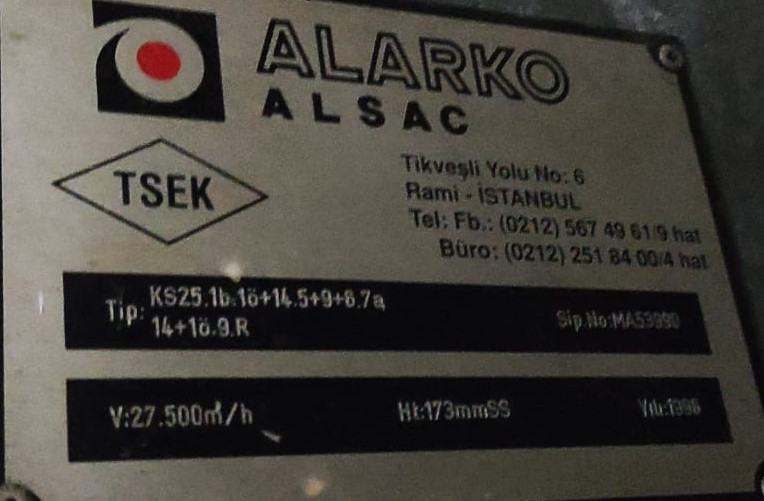 ALARKO
ALSAC
TSEK
Tikveşli Yolu No: 6
Rami - İSTANBUL
Tel: Fb.: (0212) 567 49 61/9 hat
Büro: (0212) 251 84 00/4 hat
Tip: KS25.1b.1ö+14.5+9+6.7a
14+1ö.9.R
Sip.No:MA53990
V:27.500m³/h
Ht:173mmSS
Yılı: